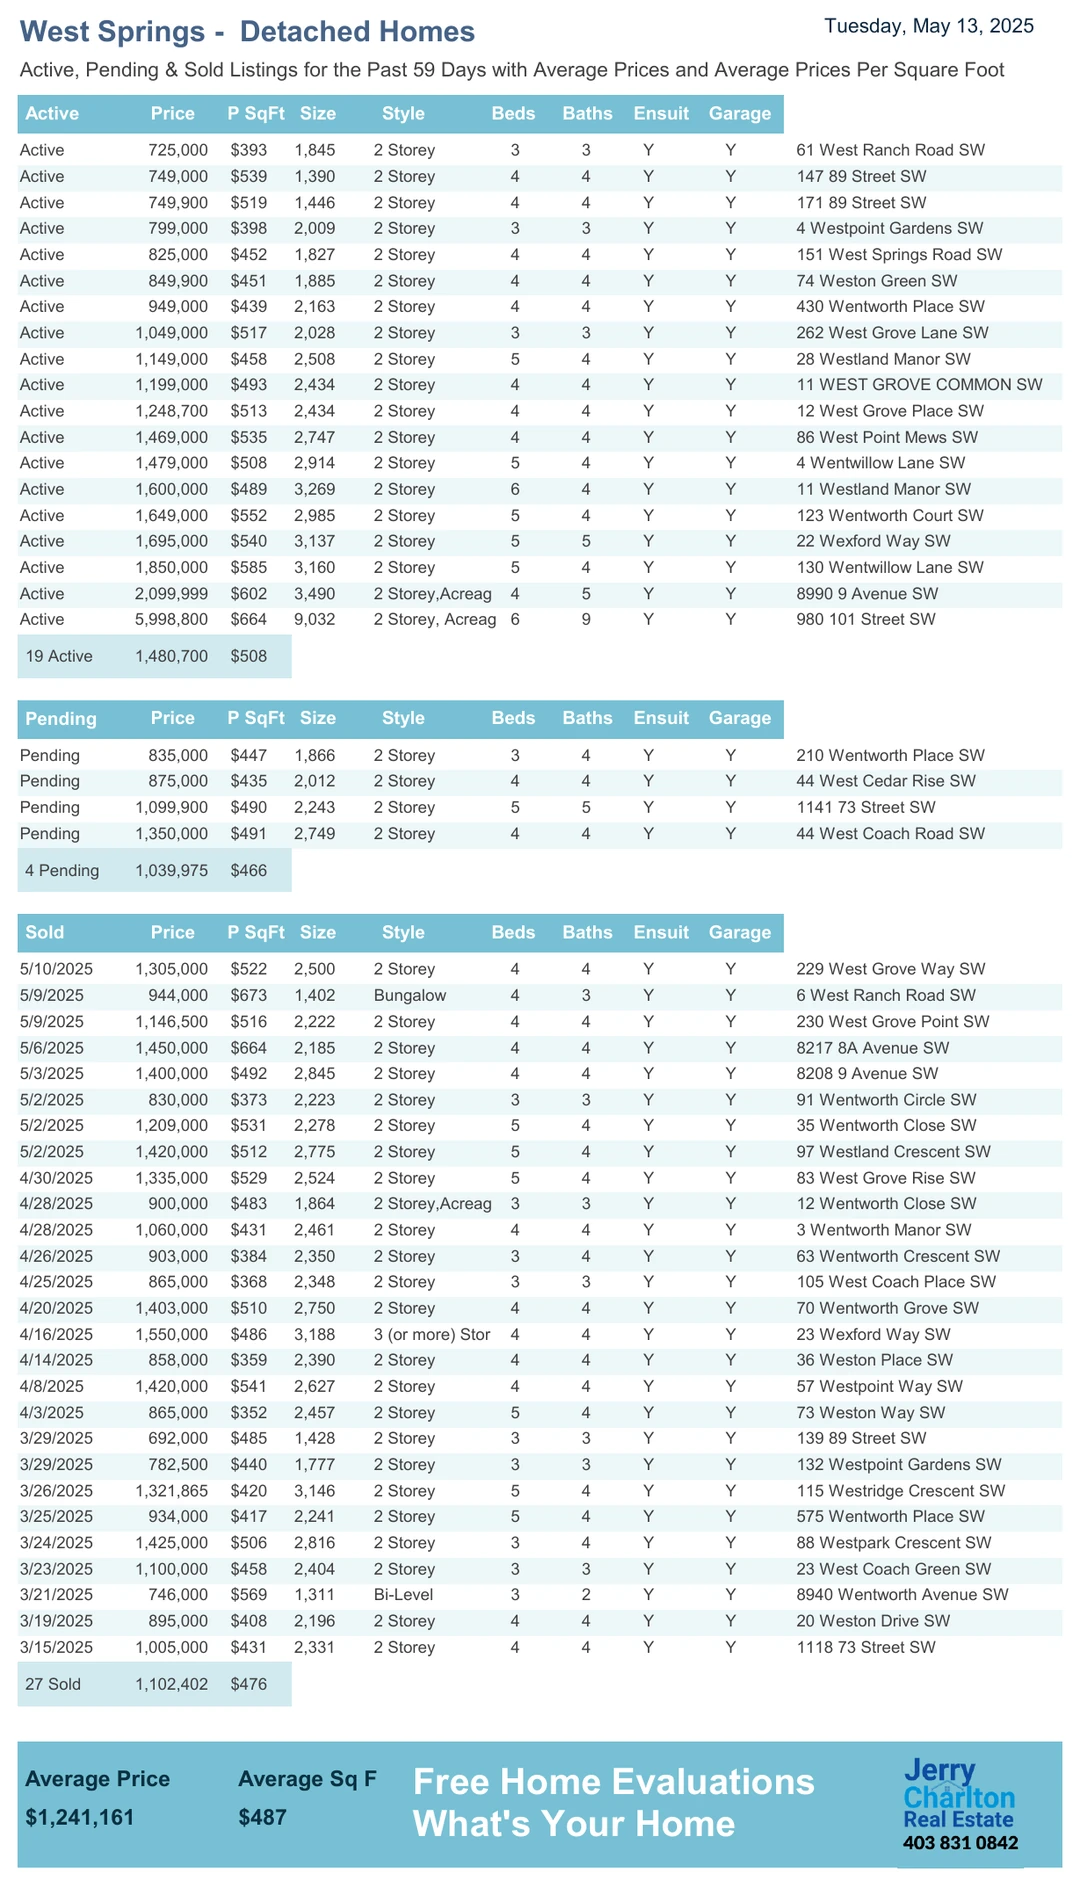 West Springs -  Detached Homes
Tuesday, May 13, 2025
Active, Pending & Sold Listings for the Past 59 Days with Average Prices and Average Prices Per Square Foot
Active Price P SqFt Size Style Beds Baths Ensuit Garage
Active 725,000 $393 1,845 2 Storey 3 3 Y Y 61 West Ranch Road SW
Active 749,000 $539 1,390 2 Storey 4 4 Y Y 147 89 Street SW
Active 749,900 $519 1,446 2 Storey 4 4 Y Y 171 89 Street SW
Active 799,000 $398 2,009 2 Storey 3 3 Y Y 4 Westpoint Gardens SW
Active 825,000 $452 1,827 2 Storey 4 4 Y Y 151 West Springs Road SW
Active 849,900 $451 1,885 2 Storey 4 4 Y Y 74 Weston Green SW
Active 949,000 $439 2,163 2 Storey 4 4 Y Y 430 Wentworth Place SW
Active 1,049,000 $517 2,028 2 Storey 3 3 Y Y 262 West Grove Lane SW
Active 1,149,000 $458 2,508 2 Storey 5 4 Y Y 28 Westland Manor SW
Active 1,199,000 $493 2,434 2 Storey 4 4 Y Y 11 WEST GROVE COMMON SW
Active 1,248,700 $513 2,434 2 Storey 4 4 Y Y 12 West Grove Place SW
Active 1,469,000 $535 2,747 2 Storey 4 4 Y Y 86 West Point Mews SW
Active 1,479,000 $508 2,914 2 Storey 5 4 Y Y 4 Wentwillow Lane SW
Active 1,600,000 $489 3,269 2 Storey 6 4 Y Y 11 Westland Manor SW
Active 1,649,000 $552 2,985 2 Storey 5 4 Y Y 123 Wentworth Court SW
Active 1,695,000 $540 3,137 2 Storey 5 5 Y Y 22 Wexford Way SW
Active 1,850,000 $585 3,160 2 Storey 5 4 Y Y 130 Wentwillow Lane SW
Active 2,099,999 $602 3,490 2 Storey,Acreag 4 5 Y Y 8990 9 Avenue SW
Active 5,998,800 $664 9,032 2 Storey, Acreag 6 9 Y Y 980 101 Street SW
19 Active 1,480,700 $508
Pending Price P SqFt Size Style Beds Baths Ensuit Garage
Pending 835,000 $447 1,866 2 Storey 3 4 Y Y 210 Wentworth Place SW
Pending 875,000 $435 2,012 2 Storey 4 4 Y Y 44 West Cedar Rise SW
Pending 1,099,900 $490 2,243 2 Storey 5 5 Y Y 1141 73 Street SW
Pending 1,350,000 $491 2,749 2 Storey 4 4 Y Y 44 West Coach Road SW
4 Pending 1,039,975 $466
Sold Price P SqFt Size Style Beds Baths Ensuit Garage
5/10/2025 1,305,000 $522 2,500 2 Storey 4 4 Y Y 229 West Grove Way SW
5/9/2025 944,000 $673 1,402 Bungalow 4 3 Y Y 6 West Ranch Road SW
5/9/2025 1,146,500 $516 2,222 2 Storey 4 4 Y Y 230 West Grove Point SW
5/6/2025 1,450,000 $664 2,185 2 Storey 4 4 Y Y 8217 8A Avenue SW
5/3/2025 1,400,000 $492 2,845 2 Storey 4 4 Y Y 8208 9 Avenue SW
5/2/2025 830,000 $373 2,223 2 Storey 3 3 Y Y 91 Wentworth Circle SW
5/2/2025 1,209,000 $531 2,278 2 Storey 5 4 Y Y 35 Wentworth Close SW
5/2/2025 1,420,000 $512 2,775 2 Storey 5 4 Y Y 97 Westland Crescent SW
4/30/2025 1,335,000 $529 2,524 2 Storey 5 4 Y Y 83 West Grove Rise SW
4/28/2025 900,000 $483 1,864 2 Storey,Acreag 3 3 Y Y 12 Wentworth Close SW
4/28/2025 1,060,000 $431 2,461 2 Storey 4 4 Y Y 3 Wentworth Manor SW
4/26/2025 903,000 $384 2,350 2 Storey 3 4 Y Y 63 Wentworth Crescent SW
4/25/2025 865,000 $368 2,348 2 Storey 3 3 Y Y 105 West Coach Place SW
4/20/2025 1,403,000 $510 2,750 2 Storey 4 4 Y Y 70 Wentworth Grove SW
4/16/2025 1,550,000 $486 3,188 3 (or more) Stor 4 4 Y Y 23 Wexford Way SW
4/14/2025 858,000 $359 2,390 2 Storey 4 4 Y Y 36 Weston Place SW
4/8/2025 1,420,000 $541 2,627 2 Storey 4 4 Y Y 57 Westpoint Way SW
4/3/2025 865,000 $352 2,457 2 Storey 5 4 Y Y 73 Weston Way SW
3/29/2025 692,000 $485 1,428 2 Storey 3 3 Y Y 139 89 Street SW
3/29/2025 782,500 $440 1,777 2 Storey 3 3 Y Y 132 Westpoint Gardens SW
3/26/2025 1,321,865 $420 3,146 2 Storey 5 4 Y Y 115 Westridge Crescent SW
3/25/2025 934,000 $417 2,241 2 Storey 5 4 Y Y 575 Wentworth Place SW
3/24/2025 1,425,000 $506 2,816 2 Storey 3 4 Y Y 88 Westpark Crescent SW
3/23/2025 1,100,000 $458 2,404 2 Storey 3 3 Y Y 23 West Coach Green SW
3/21/2025 746,000 $569 1,311 Bi-Level 3 2 Y Y 8940 Wentworth Avenue SW
3/19/2025 895,000 $408 2,196 2 Storey 4 4 Y Y 20 Weston Drive SW
3/15/2025 1,005,000 $431 2,331 2 Storey 4 4 Y Y 1118 73 Street SW
27 Sold 1,102,402 $476
Average Price Average Sq F
$1,241,161 $487
Free Home Evaluations
What's Your Home
Jerry
Charlton
Real Estate
403 831 0842